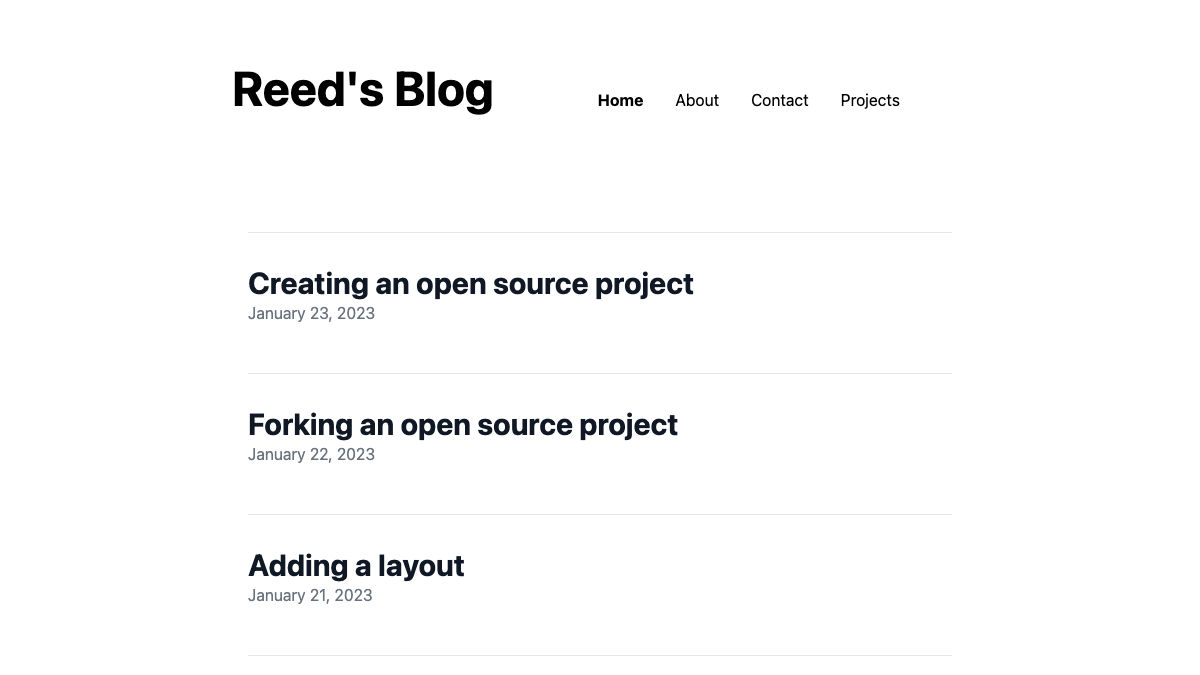 Reed's Blog
Home About Contact Projects
Creating an open source project
January 23, 2023
Forking an open source project
January 22, 2023
Adding a layout
January 21, 2023